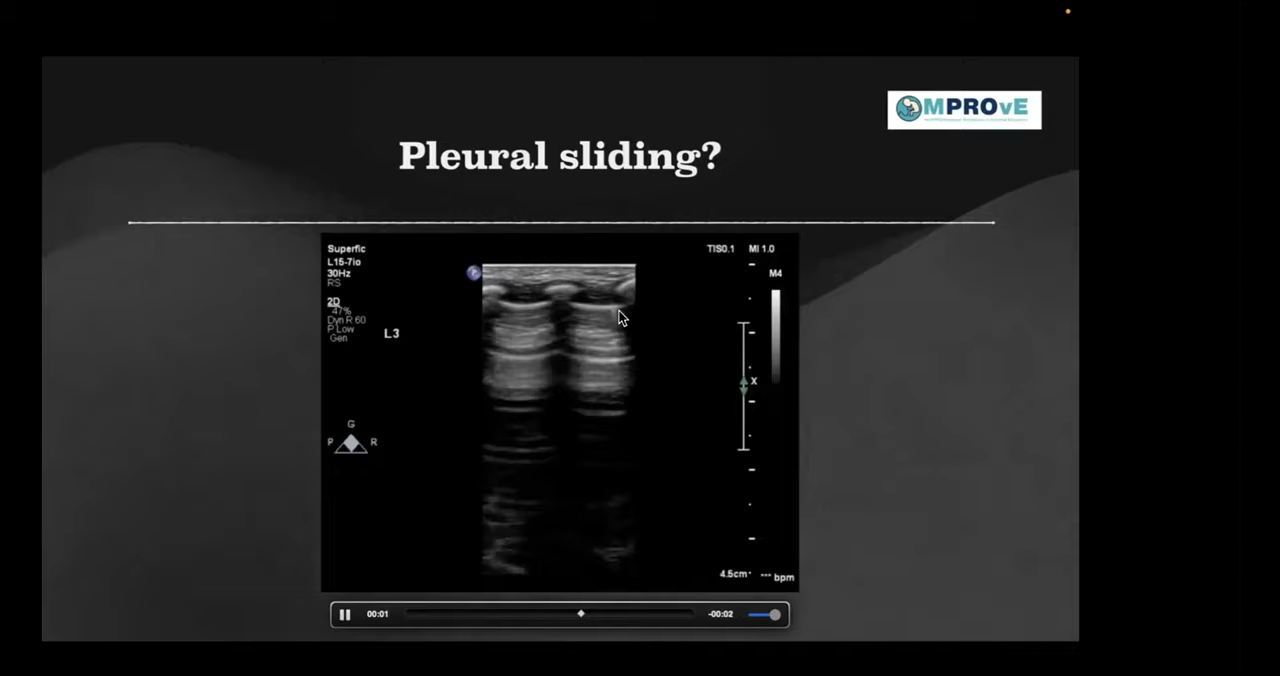 MPROvE
Pleural sliding?
Superfic
L15-7io
30Hz
RS
2D
47%
Dyn R 60
P Low
Gen
L3
TIS0.1 MI 1.0
M4
X
G
P R
4.5cm
*** bpm
00:01
-00:02